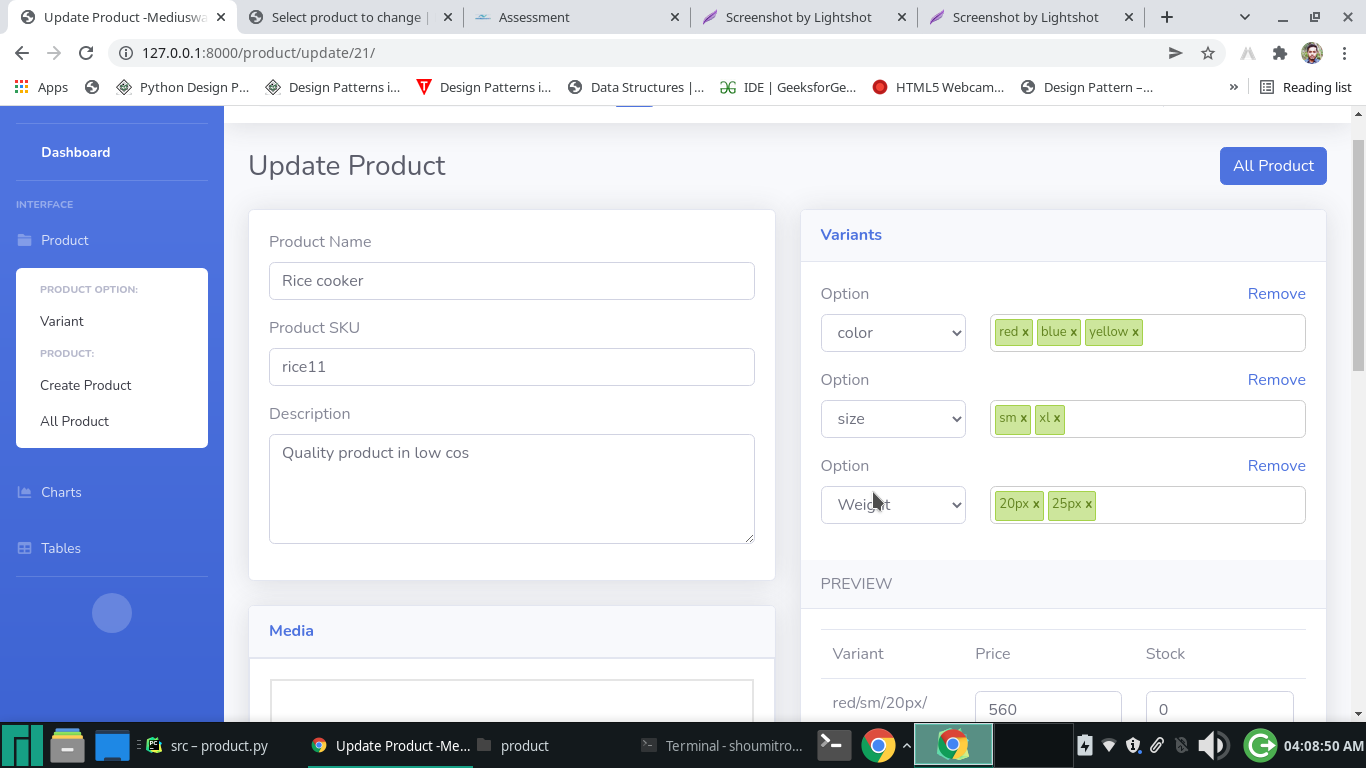 Update Product -Mediuswa
Select product to change |
Assessment
Screenshot by Lightshot
Screenshot by Lightshot
127.0.0.1:8000/product/update/21/
Apps
Python Design P...
Design Patterns i...
Design Patterns i...
Data Structures |...
IDE | GeeksforGe...
HTML5 Webcam...
Design Pattern –...
»
Reading list
Dashboard
INTERFACE
Product
PRODUCT OPTION:
Variant
PRODUCT:
Create Product
All Product
Charts
Tables
Update Product
All Product
Product Name
Rice cooker
Product SKU
rice11
Description
Quality product in low cos
Media
Variants
Option
Remove
color
red x blue x yellow x
Option
Remove
size
sm x xl x
Option
Remove
Weight
20px x 25px x
PREVIEW
Variant Price Stock
red/sm/20px/ 560 0
src – product.py
Update Product -Me...
product
Terminal - shoumitro...
04:08:50 AM